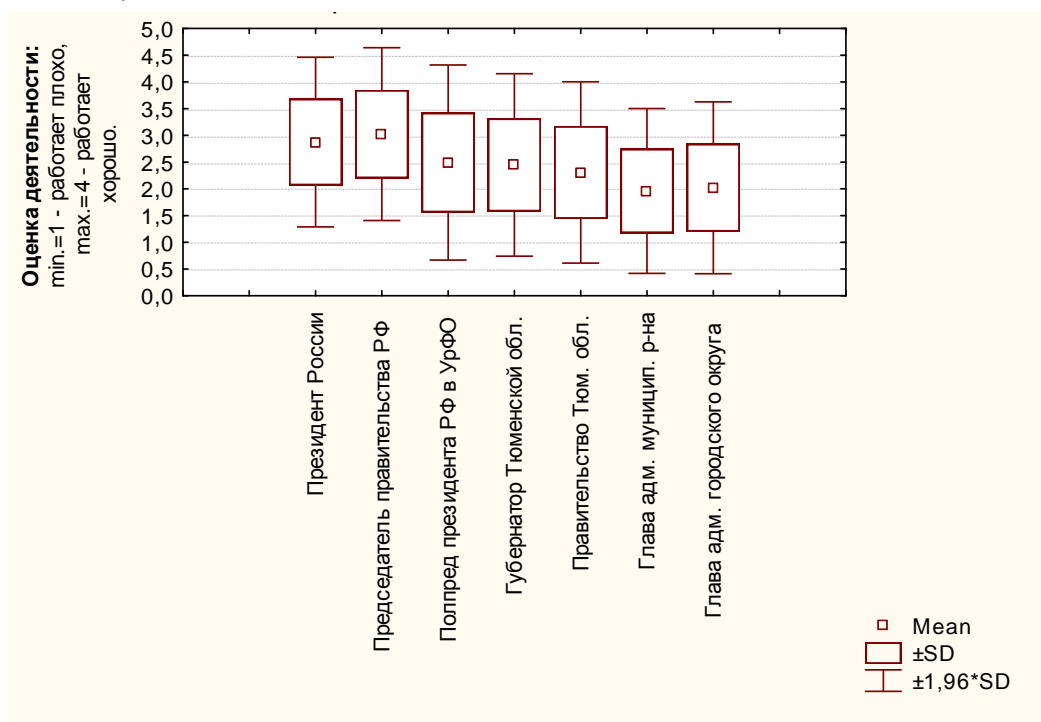 Оценка деятельности:
min.=1 - работает плохо,
max.=4 - работает
хорошо.
5,0
4,5
4,0
3,5
3,0
2,5
2,0
1,5
1,0
0,5
0,0
Президент России
Председатель правительства РФ
Полпред президента РФ в УрФО
Губернатор Тюменской обл.
Правительство Тюм. обл.
Глава адм. муницип. р-на
Глава адм. городского округа
Mean
±SD
±1,96*SD